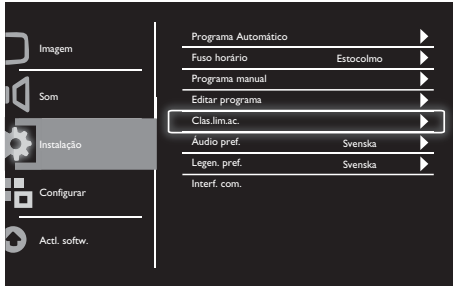 Imagem
Som
Instalação
Configurar
Actl. softw.
Programa Automático
Fuso horário Estocolmo
Programa manual
Editar programa
Clas.lim.ac.
Áudio pref. Svenska
Legen. pref. Svenska
Interf. com.